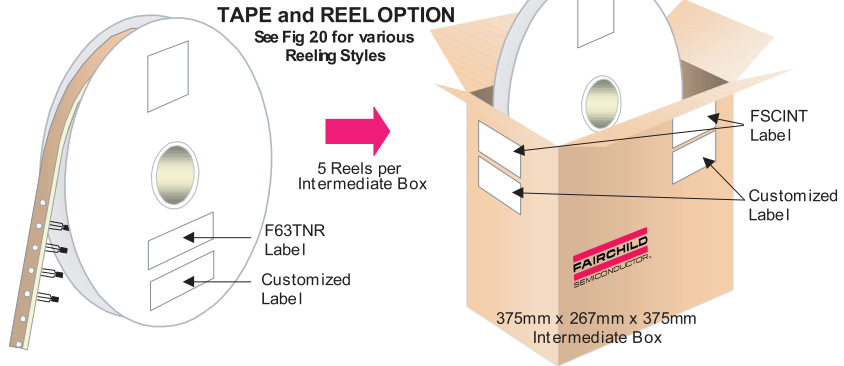 TAPE and REEL OPTION
See Fig 20 for various
Reeling Styles
5 Reels per
Intermediate Box
F63TNR
Label
Customized
Label
FSCINT
Label
Customized
Label
FAIRCHILD
SEMICONDUCTOR
375mm x 267mm x 375mm
Intermediate Box